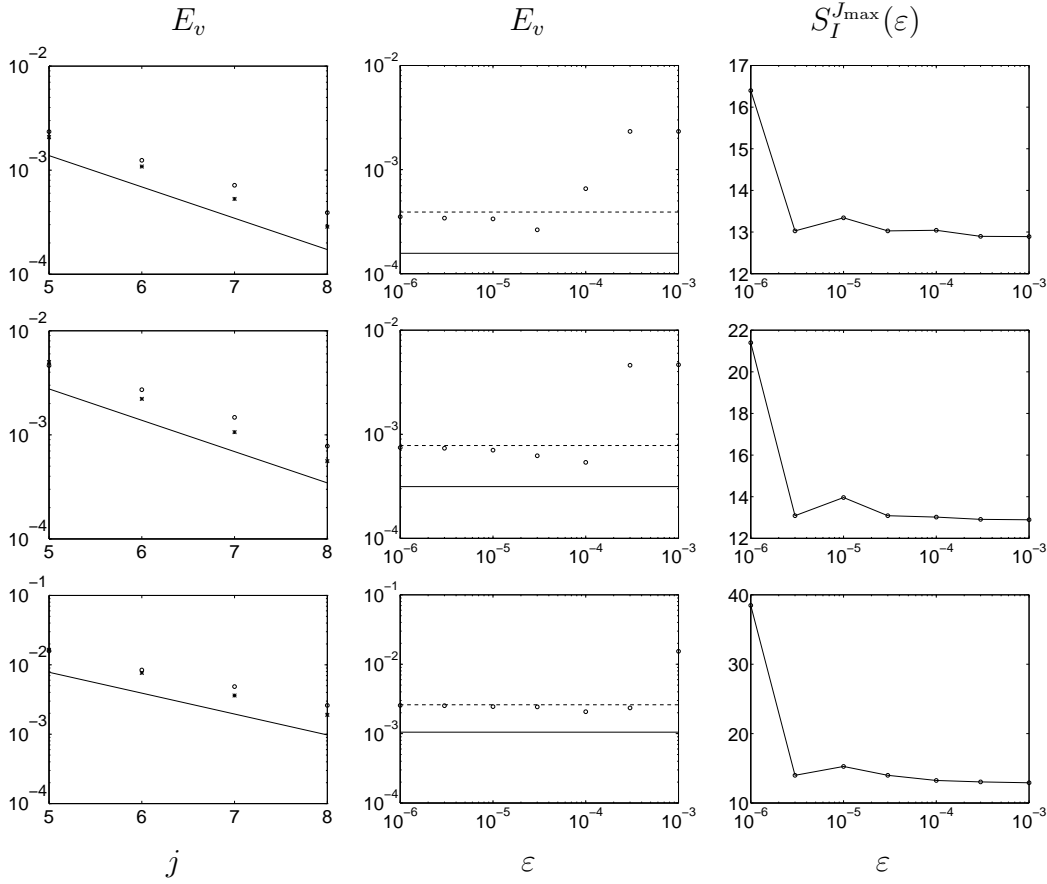 $E_v$ $E_v$ $S_I^{J_{\max}}(\varepsilon)$
10^{-2} 10^{-2} 17
16
15
10^{-3} 10^{-3} 14
13
10^{-4} 10^{-4} 12
5 6 7 8 10^{-6} 10^{-5} 10^{-4} 10^{-3} 10^{-6} 10^{-5} 10^{-4} 10^{-3}
10^{-2} 10^{-2} 22
20
18
10^{-3} 10^{-3} 16
14
10^{-4} 10^{-4} 12
5 6 7 8 10^{-6} 10^{-5} 10^{-4} 10^{-3} 10^{-6} 10^{-5} 10^{-4} 10^{-3}
10^{-1} 10^{-1} 40
10^{-2} 10^{-2} 30
10^{-3} 10^{-3} 20
10^{-4} 10^{-4} 10
5 6 7 8 10^{-6} 10^{-5} 10^{-4} 10^{-3} 10^{-6} 10^{-5} 10^{-4} 10^{-3}
$j$ $\varepsilon$ $\varepsilon$